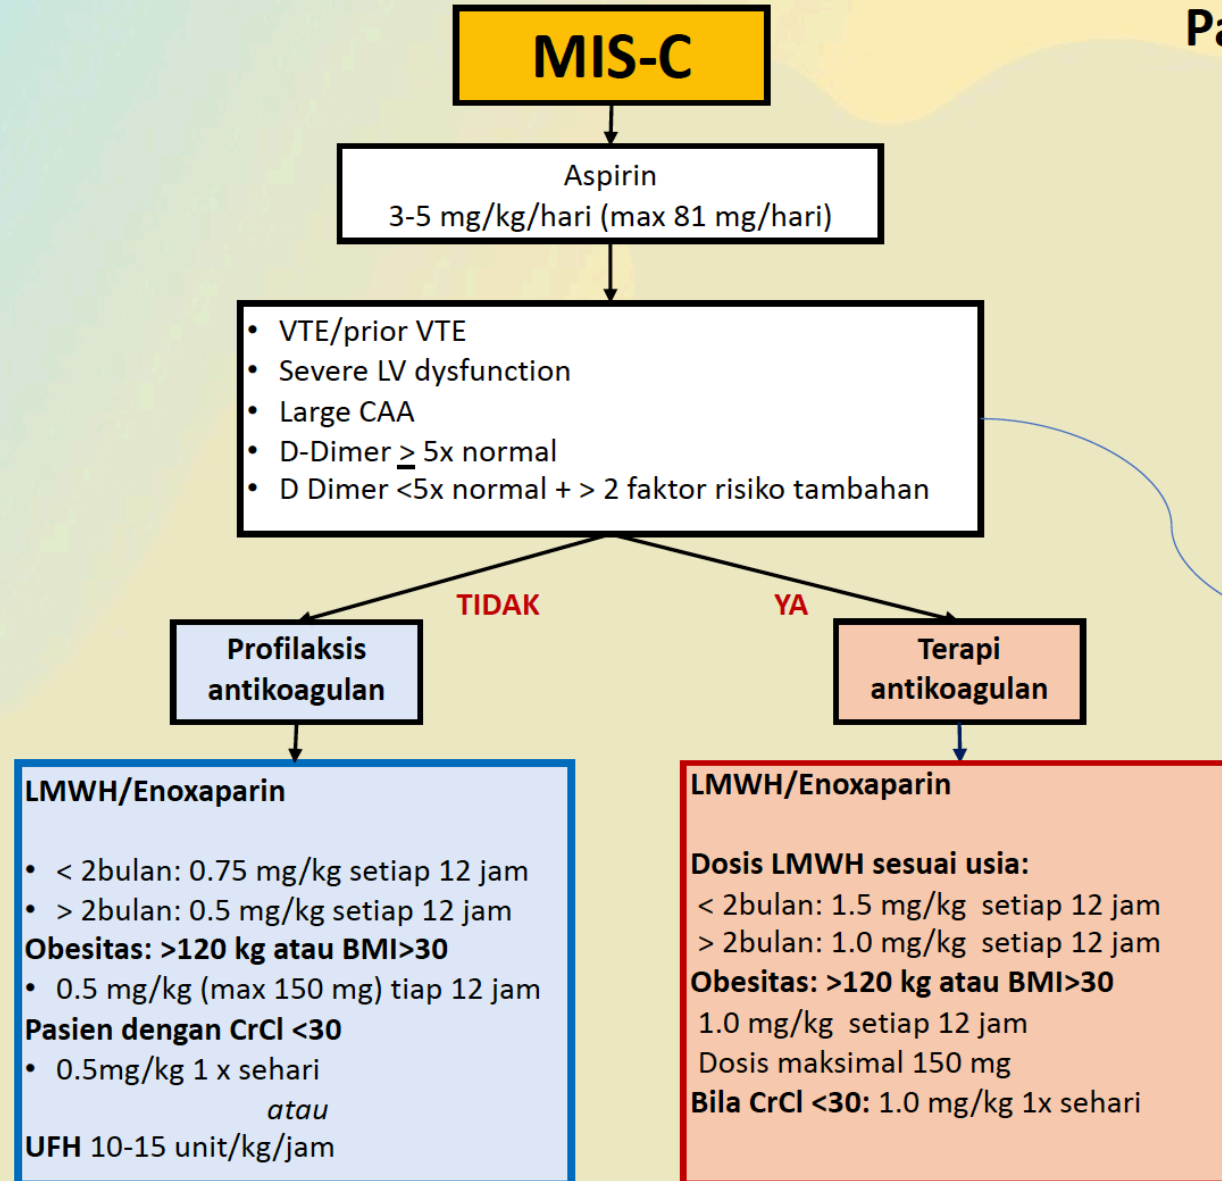 MIS-C
Pa
Aspirin
3-5 mg/kg/hari (max 81 mg/hari)
• VTE/prior VTE
• Severe LV dysfunction
• Large CAA
• D-Dimer ≥ 5x normal
• D Dimer <5x normal + > 2 faktor risiko tambahan
TIDAK
YA
Profilaksis
antikoagulan
Terapi
antikoagulan
LMWH/Enoxaparin
• < 2bulan: 0.75 mg/kg setiap 12 jam
• > 2bulan: 0.5 mg/kg setiap 12 jam
Obesitas: >120 kg atau BMI>30
• 0.5 mg/kg (max 150 mg) tiap 12 jam
Pasien dengan CrCl <30
• 0.5mg/kg 1 x sehari
atau
UFH 10-15 unit/kg/jam
LMWH/Enoxaparin
Dosis LMWH sesuai usia:
< 2bulan: 1.5 mg/kg setiap 12 jam
> 2bulan: 1.0 mg/kg setiap 12 jam
Obesitas: >120 kg atau BMI>30
1.0 mg/kg setiap 12 jam
Dosis maksimal 150 mg
Bila CrCl <30: 1.0 mg/kg 1x sehari